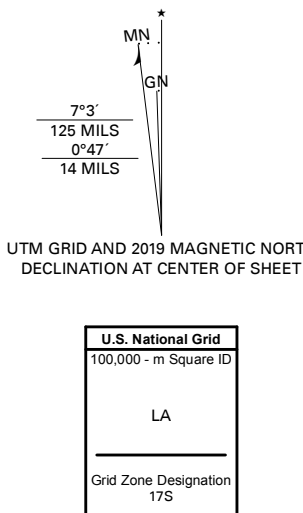 ★
MN
GN
7°3´
125 MILS
0°47´
14 MILS
UTM GRID AND 2019 MAGNETIC NORT
DECLINATION AT CENTER OF SHEET
U.S. National Grid
100,000 - m Square ID
LA
Grid Zone Designation
17S